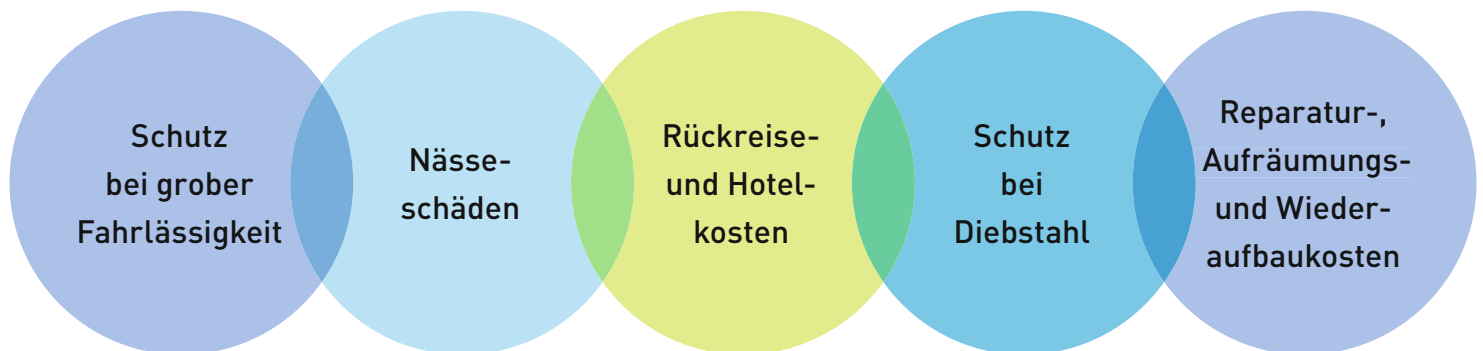 Schutz
bei grober
Fahrlässigkeit
Nässe-
schäden
Rückreise-
und Hotel-
kosten
Schutz
bei
Diebstahl
Reparatur-,
Aufräumungs-
und Wieder-
aufbaukosten